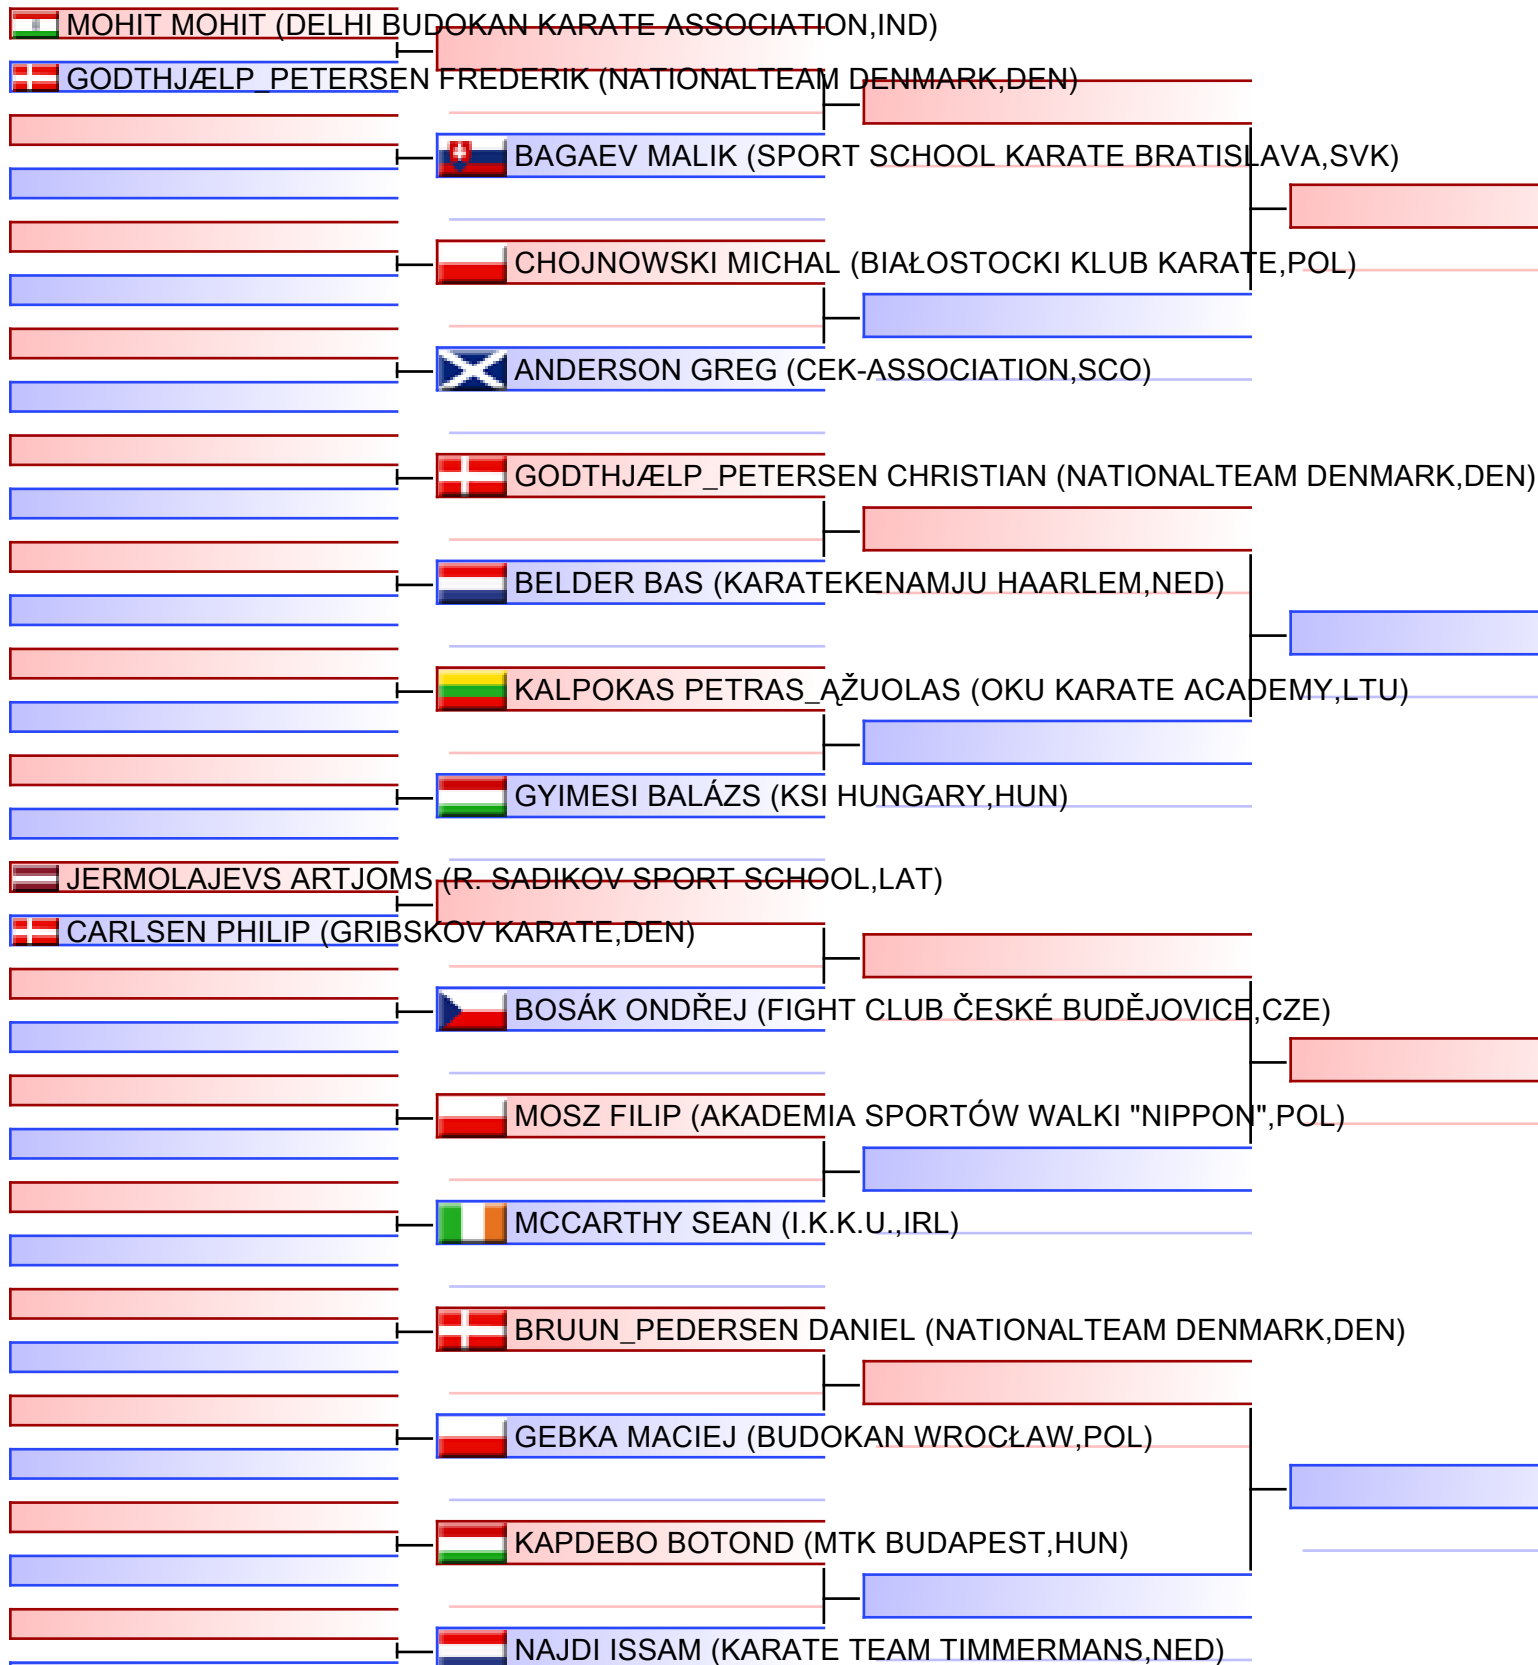 MOHIT MOHIT (DELHI BUDOKAN KARATE ASSOCIATION,IND)
GODTHJÆLP_PETERSEN FREDERIK (NATIONALTEAM DENMARK,DEN)
BAGAEV MALIK (SPORT SCHOOL KARATE BRATISLAVA,SVK)
CHOJNOWSKI MICHAL (BIAŁOSTOCKI KLUB KARATE,POL)
ANDERSON GREG (CEK-ASSOCIATION,SCO)
GODTHJÆLP_PETERSEN CHRISTIAN (NATIONALTEAM DENMARK,DEN)
BELDER BAS (KARATEKENAMJU HAARLEM,NED)
KALPOKAS PETRAS_ĄŽUOLAS (OKU KARATE ACADEMY,LTU)
GYIMESI BALÁZS (KSI HUNGARY,HUN)
JERMOLAJEVS ARTJOMS (R. SADIKOV SPORT SCHOOL,LAT)
CARLSEN PHILIP (GRIBSKOV KARATE,DEN)
BOSÁK ONDŘEJ (FIGHT CLUB ČESKÉ BUDĚJOVICE,CZE)
MOSZ FILIP (AKADEMIA SPORTÓW WALKI "NIPPON",POL)
MCCARTHY SEAN (I.K.K.U.,IRL)
BRUUN_PEDERSEN DANIEL (NATIONALTEAM DENMARK,DEN)
GEBKA MACIEJ (BUDOKAN WROCŁAW,POL)
KAPDEBO BOTOND (MTK BUDAPEST,HUN)
NAJDI ISSAM (KARATE TEAM TIMMERMANS,NED)